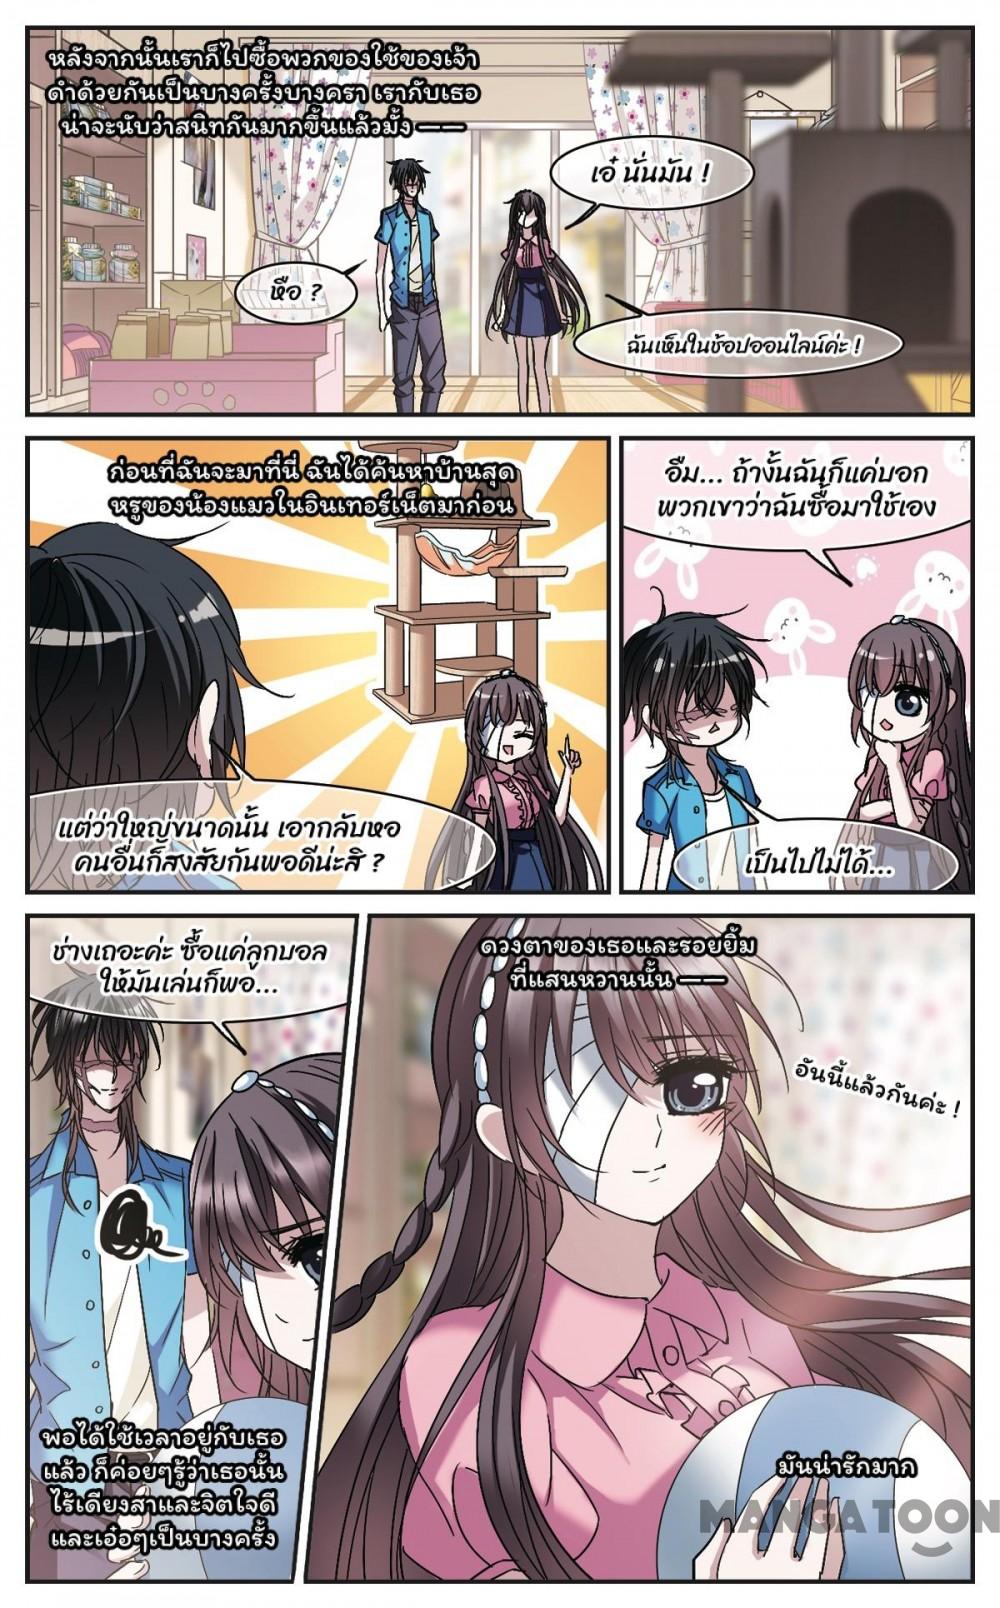 หลังจากนั้นเราก็ไปซื้อพวกของใช้ของเจ้า
ดำด้วยกันเป็นบางครั้งบางครา เรากับเธอ
น่าจะนับว่าสนิทกันมากขึ้นแล้วมั้ง ——
เอ๋ นั่นมัน !
หือ ?
ฉันเห็นในช้อปออนไลน์ค่ะ !
ก่อนที่ฉันจะมาที่นี่ ฉันได้ค้นหาบ้านสุด
หรูของน้องแมวในอินเทอร์เน็ตมาก่อน
แต่ว่าใหญ่ขนาดนั้น เอากลับหอ
คนอื่นก็สงสัยกันพอดีน่ะสิ ?
อืม... ถ้างั้นฉันก็แค่บอก
พวกเขาว่าฉันซื้อมาใช้เอง
เป็นไปไม่ได้...
ช่างเถอะค่ะ ซื้อแค่ลูกบอล
ให้มันเล่นก็พอ...
พอได้ใช้เวลาอยู่กับเธอ
แล้ว ก็ค่อยๆรู้ว่าเธอนั้น
ไร้เดียงสาและจิตใจดี
และเอ๋อๆเป็นบางครั้ง
ดวงตาของเธอและรอยยิ้ม
ที่แสนหวานนั้น ——
อันนี้แล้วกันค่ะ !
มันน่ารักมาก
MANGATOON